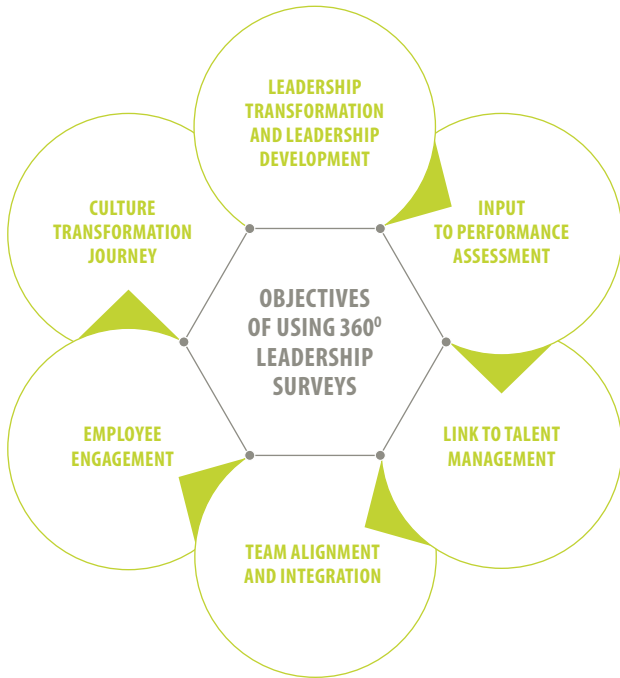 LEADERSHIP
TRANSFORMATION
AND LEADERSHIP
DEVELOPMENT
INPUT
TO PERFORMANCE
ASSESSMENT
LINK TO TALENT
MANAGEMENT
TEAM ALIGNMENT
AND INTEGRATION
EMPLOYEE
ENGAGEMENT
CULTURE
TRANSFORMATION
JOURNEY
OBJECTIVES
OF USING 360⁰
LEADERSHIP
SURVEYS